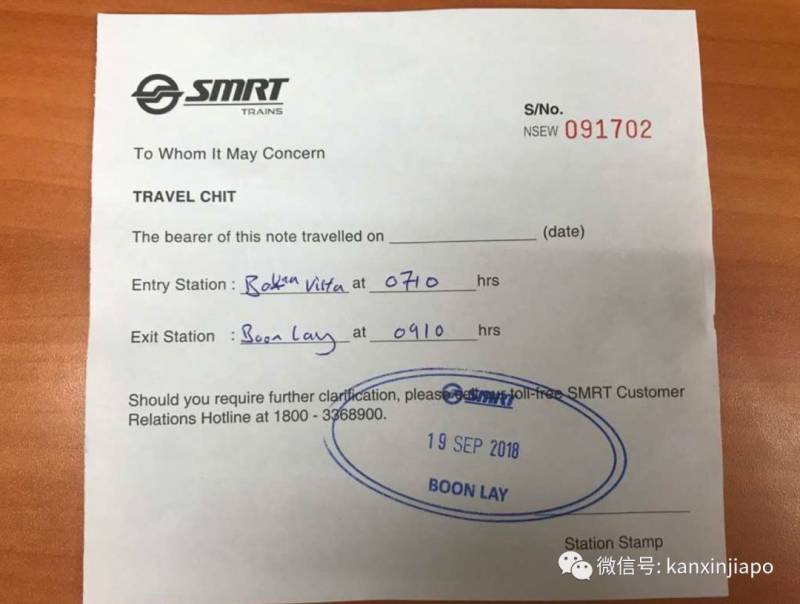 SMRT
TRAINS
S/No.
NSEW 091702
To Whom It May Concern
TRAVEL CHIT
The bearer of this note travelled on (date)
Entry Station : Vista at 0710 hrs
Exit Station : Boon Lay at 0910 hrs
Should you require further clarification, please call our toll-free SMRT Customer
Relations Hotline at 1800 - 3368900.
SMRT
19 SEP 2018
BOON LAY
Station Stamp
微信号: kanxinjiapo